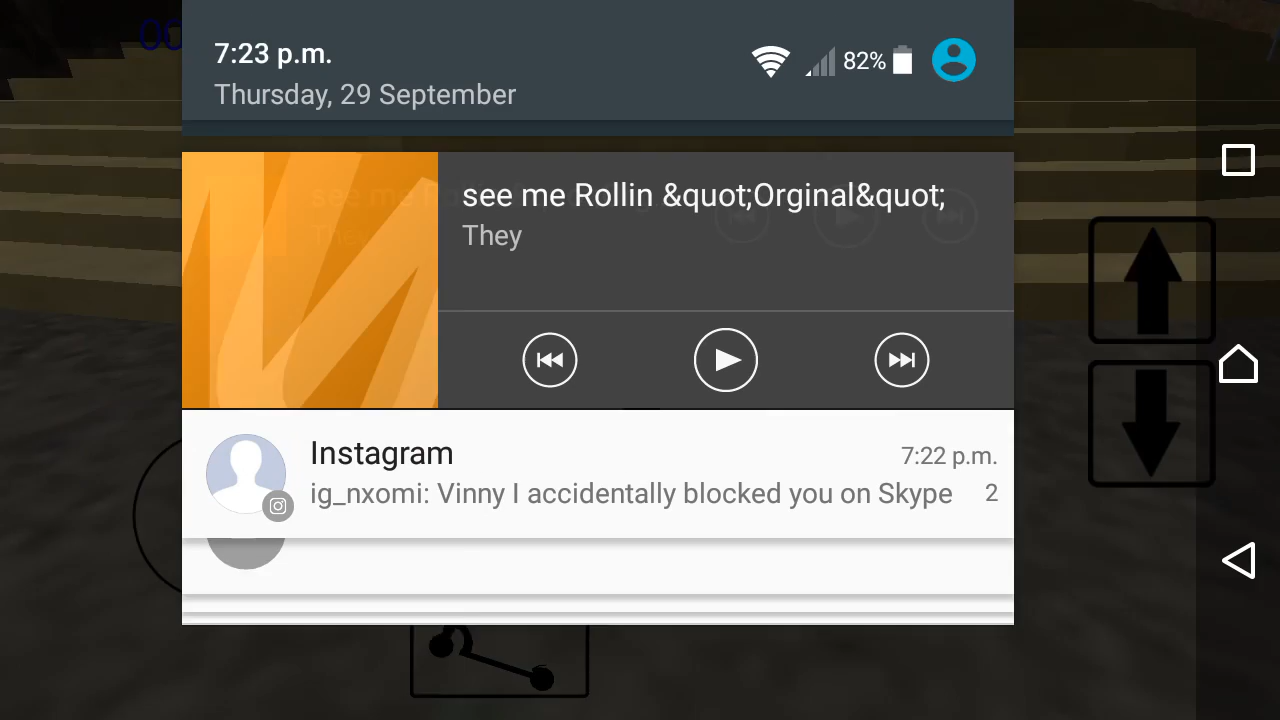 7:23 p.m.
82%
Thursday, 29 September
see me Rollin &quot;Orginal&quot;
They
Instagram
7:22 p.m.
ig_nxomi: Vinny I accidentally blocked you on Skype
2